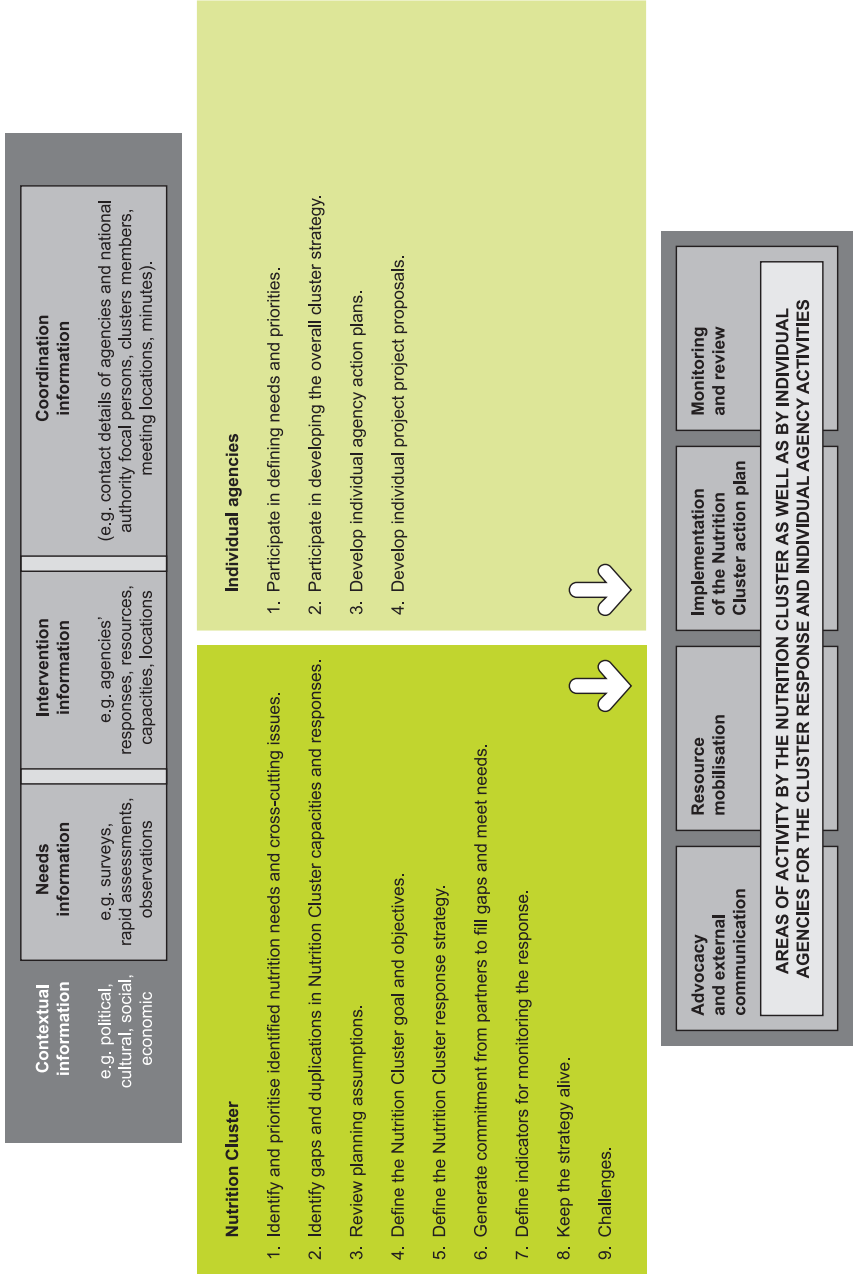 Contextual
information
e.g. political,
cultural, social,
economic
Needs
information
e.g. surveys,
rapid assessments,
observations
Intervention
information
e.g. agencies’
responses, resources,
capacities, locations
Coordination
information
(e.g. contact details of agencies and national
authority focal persons, clusters members,
meeting locations, minutes).
Nutrition Cluster
1. Identify and prioritise identified nutrition needs and cross-cutting issues.
2. Identify gaps and duplications in Nutrition Cluster capacities and responses.
3. Review planning assumptions.
4. Define the Nutrition Cluster goal and objectives.
5. Define the Nutrition Cluster response strategy.
6. Generate commitment from partners to fill gaps and meet needs.
7. Define indicators for monitoring the response.
8. Keep the strategy alive.
9. Challenges.
Individual agencies
1. Participate in defining needs and priorities.
2. Participate in developing the overall cluster strategy.
3. Develop individual agency action plans.
4. Develop individual project project proposals.
Advocacy
and external
communication
Resource
mobilisation
Implementation
of the Nutrition
Cluster action plan
Monitoring
and review
AREAS OF ACTIVITY BY THE NUTRITION CLUSTER AS WELL AS BY INDIVIDUAL
AGENCIES FOR THE CLUSTER RESPONSE AND INDIVIDUAL AGENCY ACTIVITIES